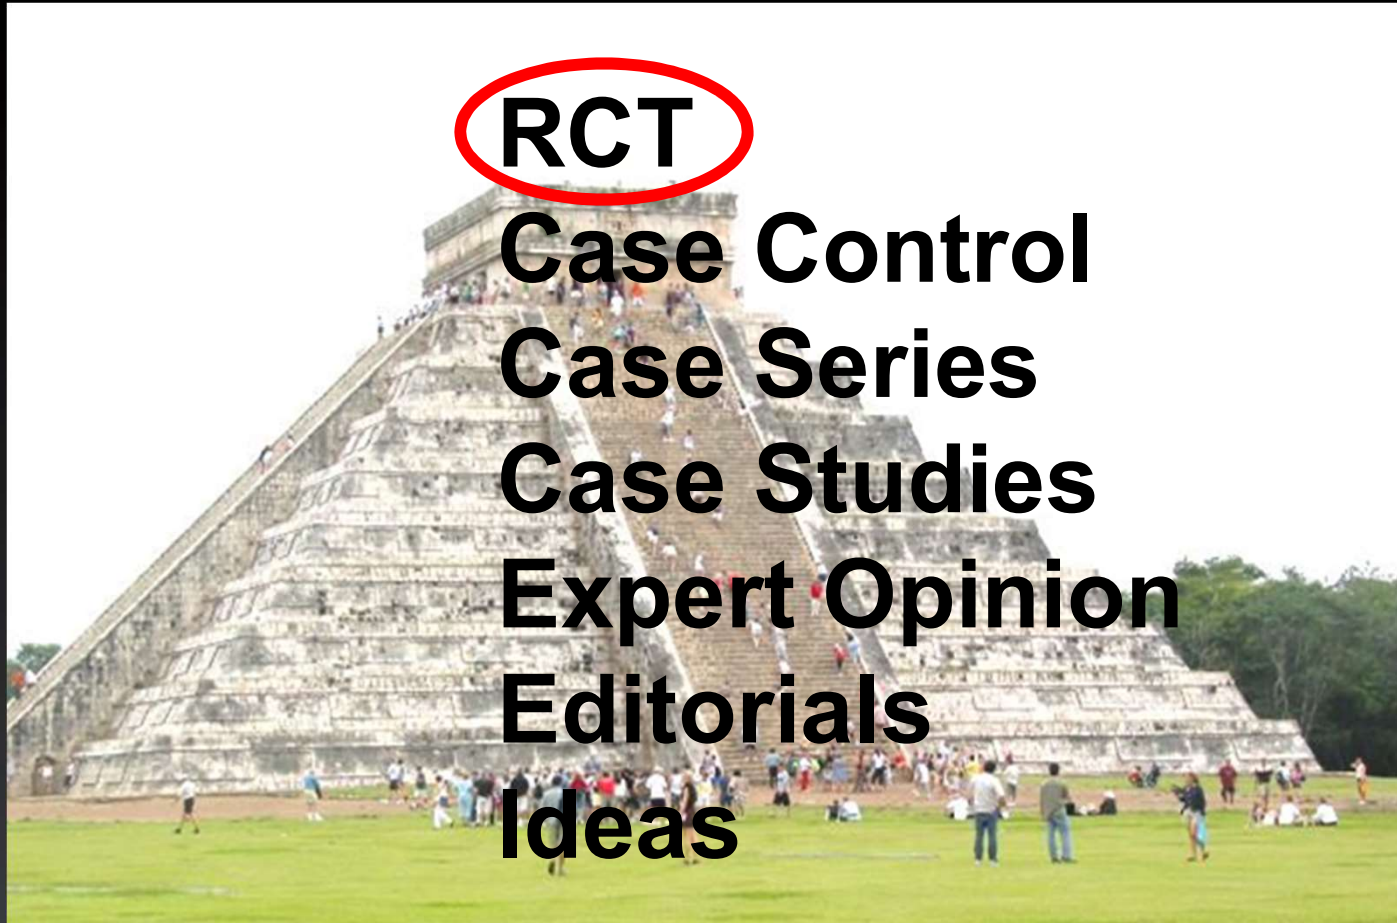 RCT
Case Control
Case Series
Case Studies
Expert Opinion
Editorials
Ideas